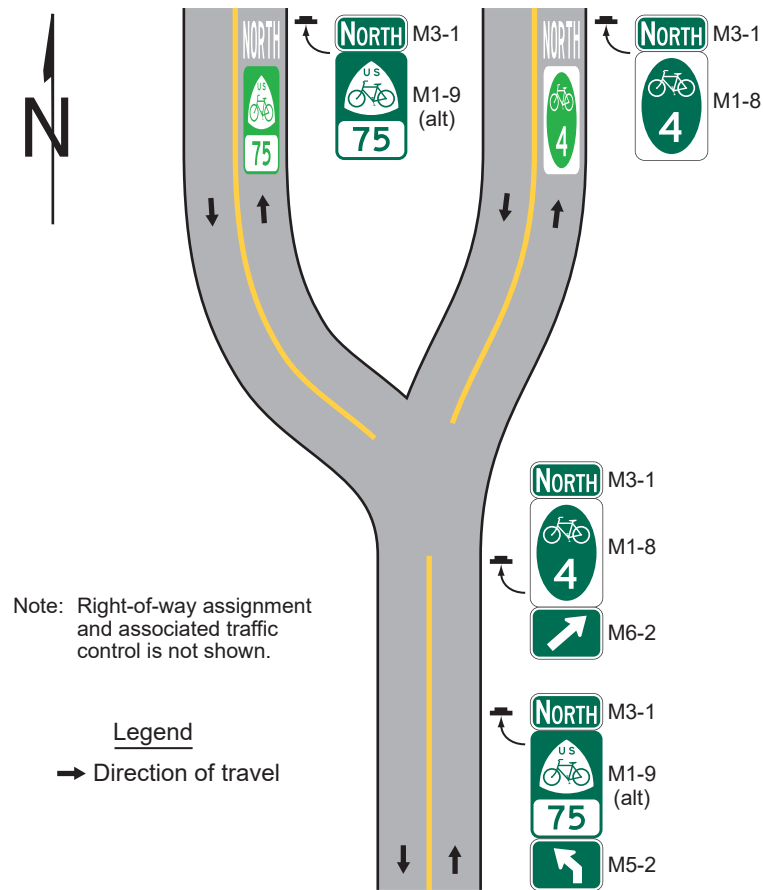 N
NORTH
US
75
NORTH
M3-1
US
75
M1-9
(alt)
NORTH
4
NORTH
M3-1
4
M1-8
NORTH
M3-1
4
M1-8
M6-2
Note: Right-of-way assignment
and associated traffic
control is not shown.
NORTH
M3-1
US
75
M1-9
(alt)
M5-2
Legend
Direction of travel